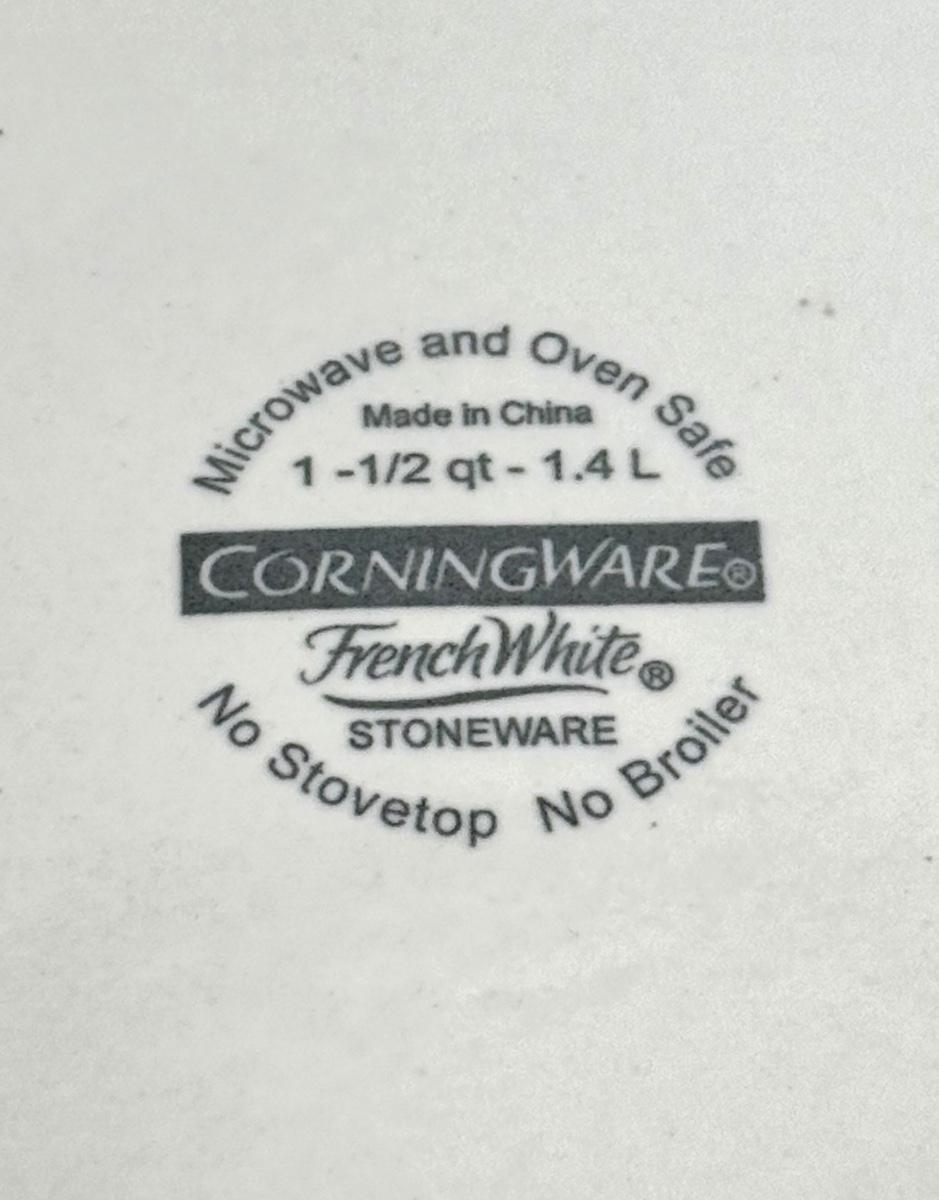 Microwave and Oven Safe
Made in China
1 -1/2 qt - 1.4 L
CORNINGWARE®
FrenchWhite®
STONEWARE
No Stovetop No Broiler